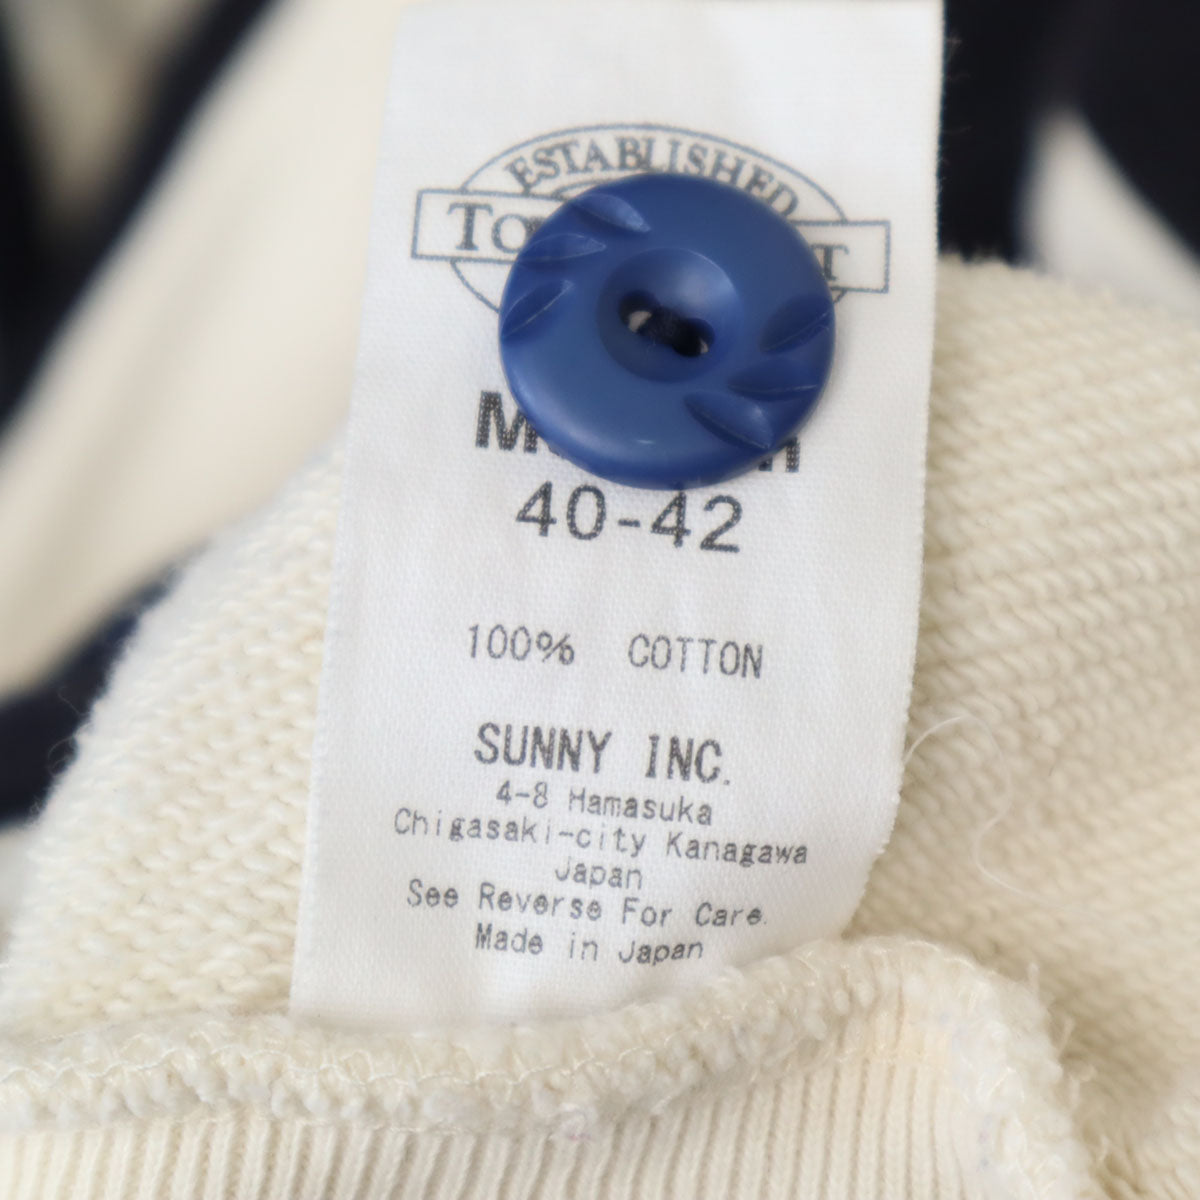 ESTABLISHED
40-42
100% COTTON
SUNNY INC.
4-8 Hamasuka
Chigasaki-city Kanagawa
Japan
See Reverse For Care.
Made in Japan